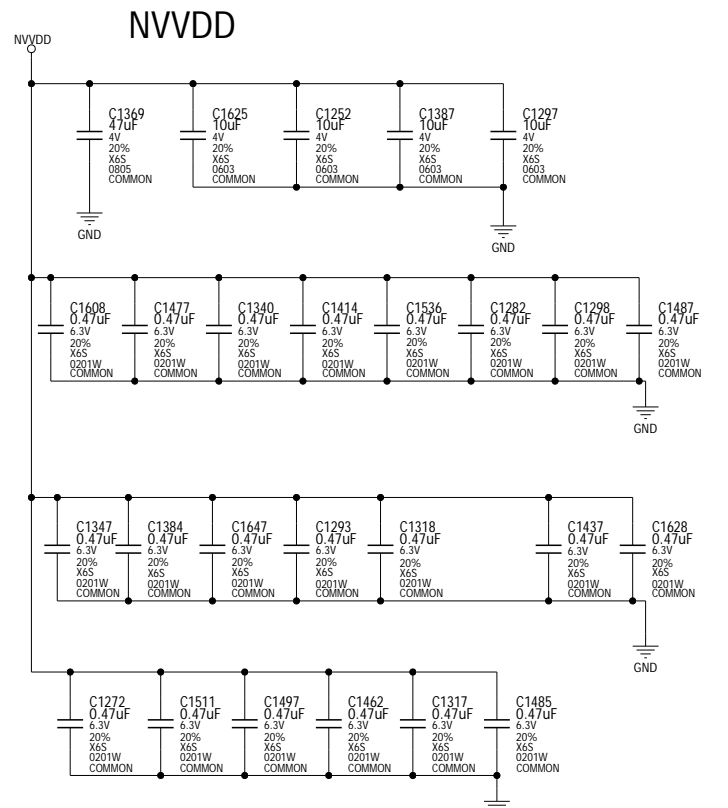 NVVDD
NVVDD
C1369
47uF
4V
20%
X6S
0805
COMMON
C1625
10uF
4V
20%
X6S
0603
COMMON
C1252
10uF
4V
20%
X6S
0603
COMMON
C1387
10uF
4V
20%
X6S
0603
COMMON
C1297
10uF
4V
20%
X6S
0603
COMMON
GND
GND
C1608
0.47uF
6.3V
20%
X6S
0201W
COMMON
C1477
0.47uF
6.3V
20%
X6S
0201W
COMMON
C1340
0.47uF
6.3V
20%
X6S
0201W
COMMON
C1414
0.47uF
6.3V
20%
X6S
0201W
COMMON
C1536
0.47uF
6.3V
20%
X6S
0201W
COMMON
C1282
0.47uF
6.3V
20%
X6S
0201W
COMMON
C1298
0.47uF
6.3V
20%
X6S
0201W
COMMON
C1487
0.47uF
6.3V
20%
X6S
0201W
COMMON
GND
C1347
0.47uF
6.3V
20%
X6S
0201W
COMMON
C1384
0.47uF
6.3V
20%
X6S
0201W
COMMON
C1647
0.47uF
6.3V
20%
X6S
0201W
COMMON
C1293
0.47uF
6.3V
20%
X6S
0201W
COMMON
C1318
0.47uF
6.3V
20%
X6S
0201W
COMMON
C1437
0.47uF
6.3V
20%
X6S
0201W
COMMON
C1628
0.47uF
6.3V
20%
X6S
0201W
COMMON
GND
C1272
0.47uF
6.3V
20%
X6S
0201W
COMMON
C1511
0.47uF
6.3V
20%
X6S
0201W
COMMON
C1497
0.47uF
6.3V
20%
X6S
0201W
COMMON
C1462
0.47uF
6.3V
20%
X6S
0201W
COMMON
C1317
0.47uF
6.3V
20%
X6S
0201W
COMMON
C1485
0.47uF
6.3V
20%
X6S
0201W
COMMON